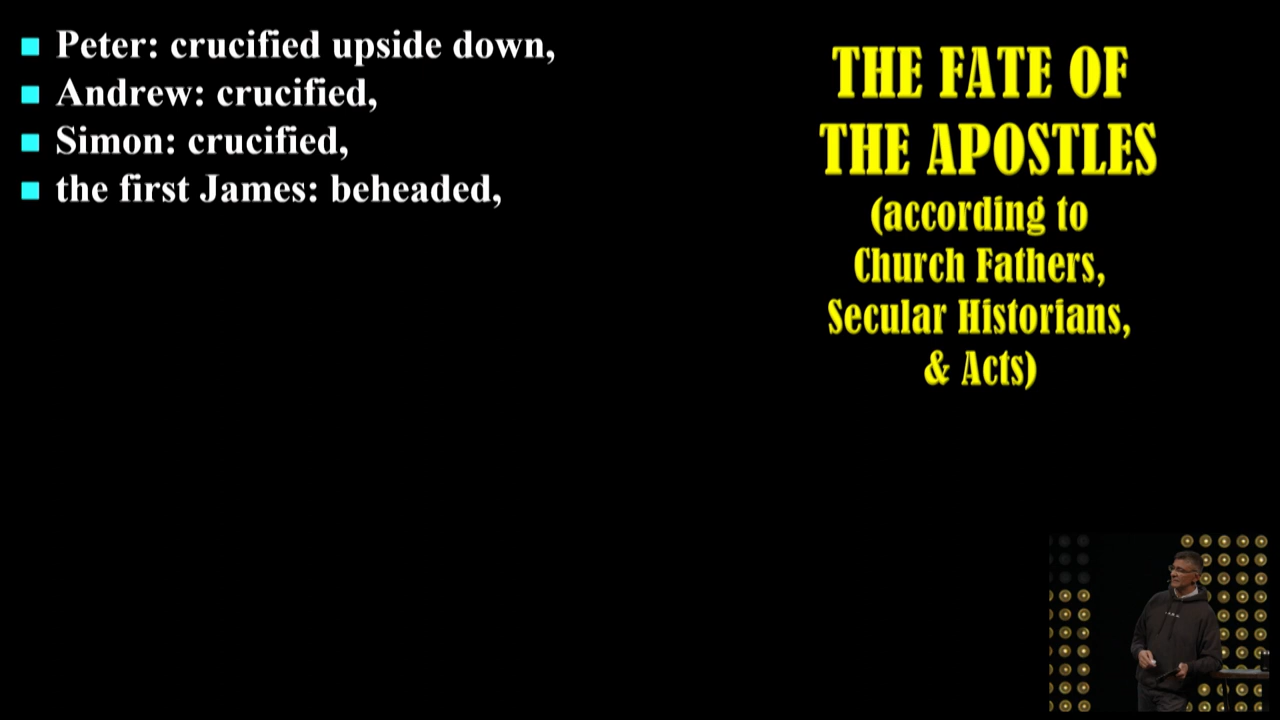 Peter: crucified upside down,
Andrew: crucified,
Simon: crucified,
the first James: beheaded,
THE FATE OF
THE APOSTLES
(according to
Church Fathers,
Secular Historians,
& Acts)